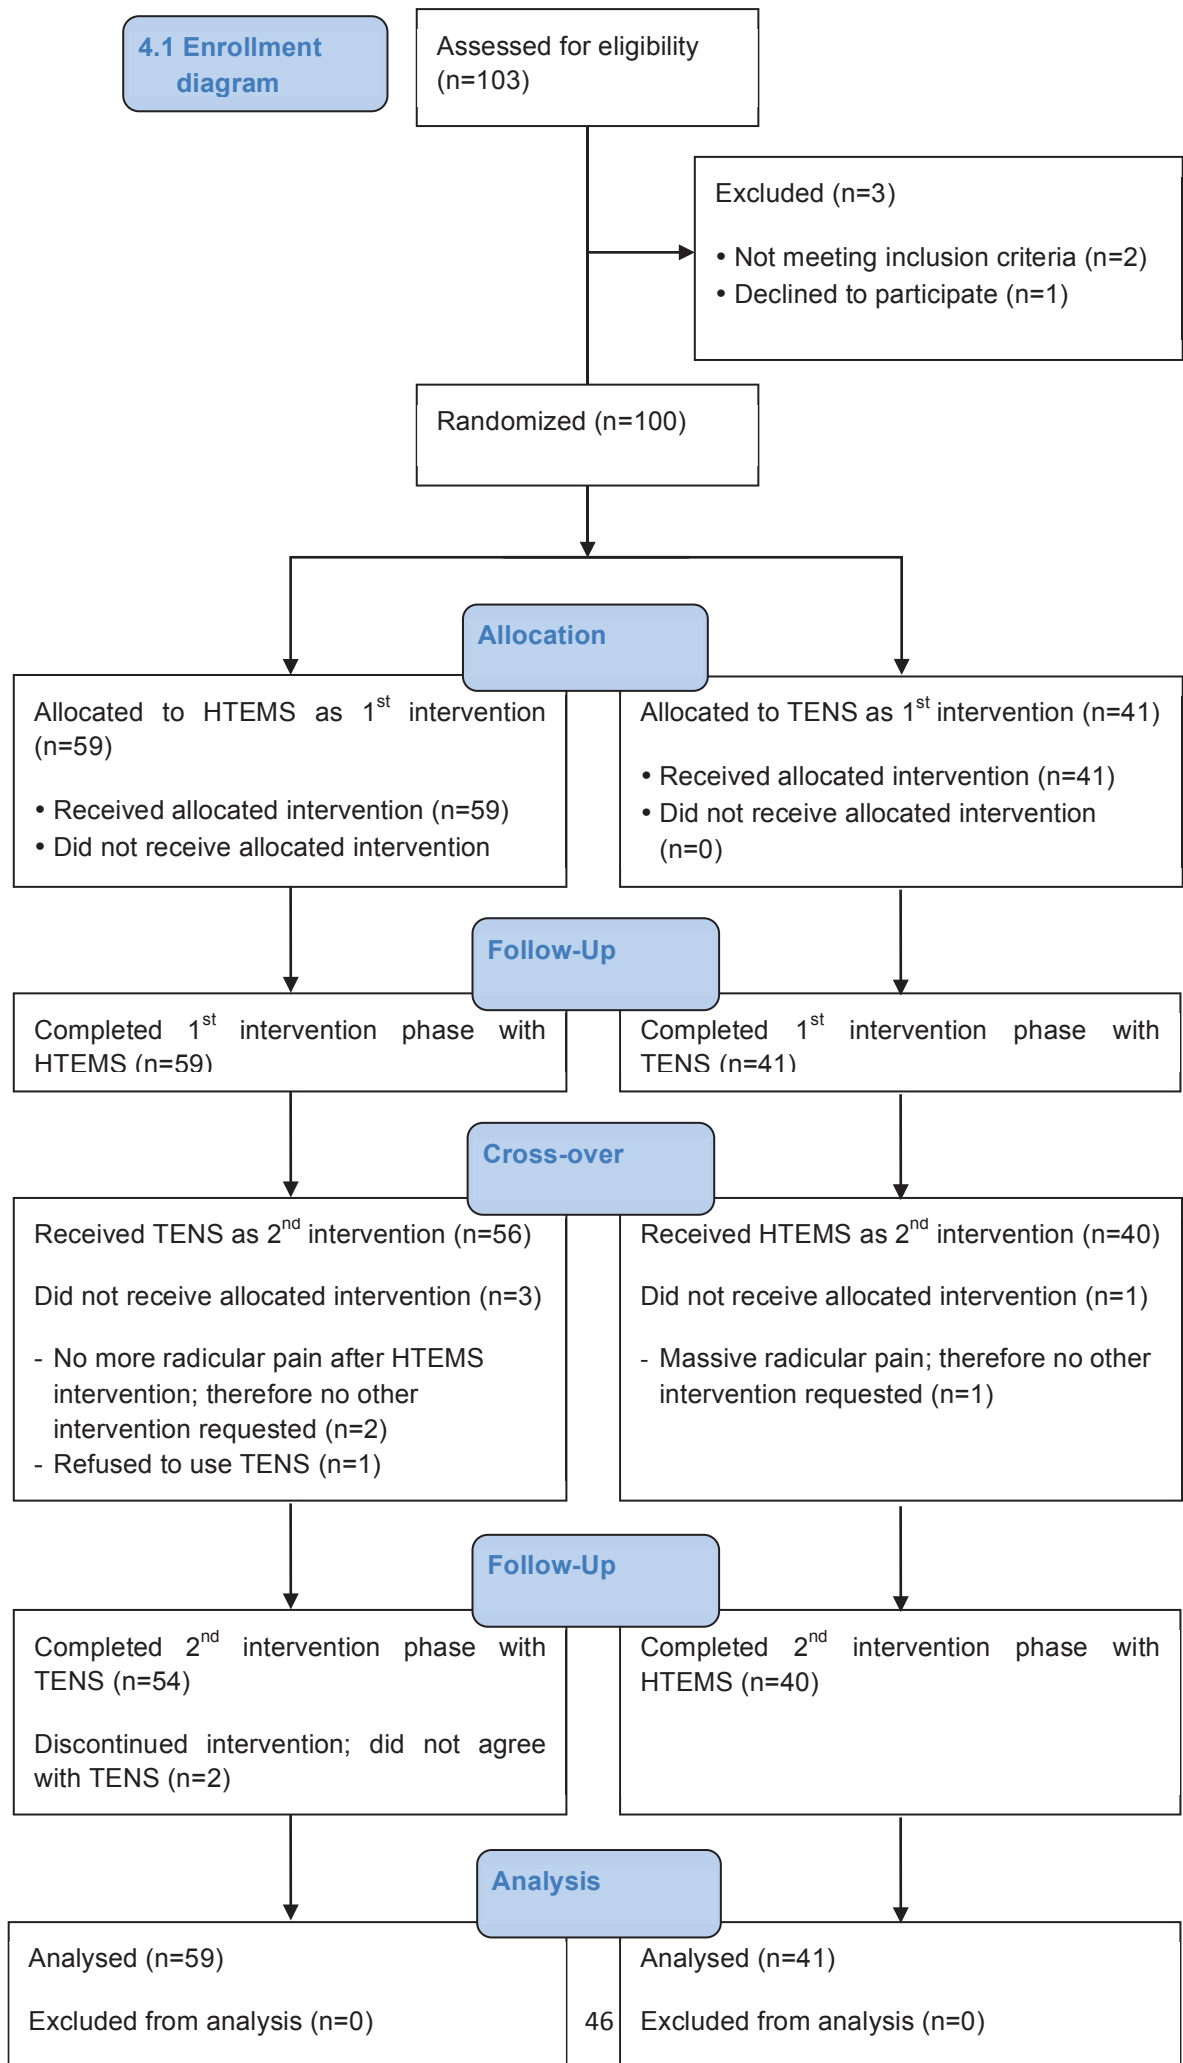 4.1 Enrollment
diagram
Assessed for eligibility
(n=103)
Excluded (n=3)
• Not meeting inclusion criteria (n=2)
• Declined to participate (n=1)
Randomized (n=100)
Allocation
Allocated to HTEMS as 1st intervention
(n=59)
• Received allocated intervention (n=59)
• Did not receive allocated intervention
Allocated to TENS as 1st intervention (n=41)
• Received allocated intervention (n=41)
• Did not receive allocated intervention
(n=0)
Follow-Up
Completed 1st intervention phase with
HTEMS (n=59)
Completed 1st intervention phase with
TENS (n=41)
Cross-over
Received TENS as 2nd intervention (n=56)
Did not receive allocated intervention (n=3)
- No more radicular pain after HTEMS
intervention; therefore no other
intervention requested (n=2)
- Refused to use TENS (n=1)
Received HTEMS as 2nd intervention (n=40)
Did not receive allocated intervention (n=1)
- Massive radicular pain; therefore no other
intervention requested (n=1)
Follow-Up
Completed 2nd intervention phase with
TENS (n=54)
Discontinued intervention; did not agree
with TENS (n=2)
Completed 2nd intervention phase with
HTEMS (n=40)
Analysis
Analysed (n=59)
Excluded from analysis (n=0)
Analysed (n=41)
Excluded from analysis (n=0)
46